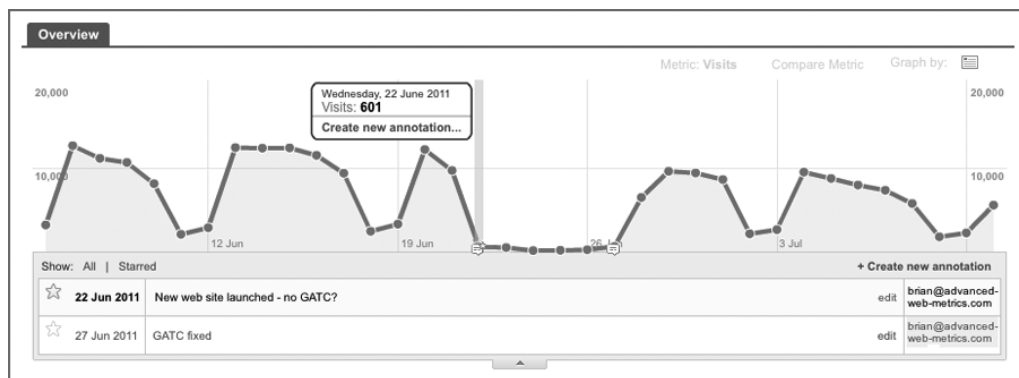 Overview
Metric: Visits Compare Metric Graph by:
20,000 20,000
Wednesday, 22 June 2011
Visits: 601
Create new annotation...
10,000 10,000
12 Jun 19 Jun 26 3 Jul
Show: All | Starred + Create new annotation
22 Jun 2011 New web site launched - no GATC? edit brian@advanced-
web-metrics.com
27 Jun 2011 GATC fixed edit brian@advanced-
web-metrics.com